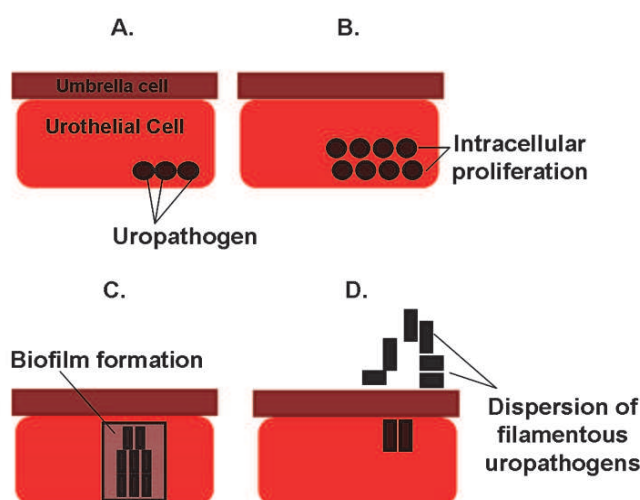 A.
B.
Umbrella cell
Urothelial Cell
Intracellular
proliferation
Uropathogen
C.
D.
Biofilm formation
Dispersion of
filamentous
uropathogens